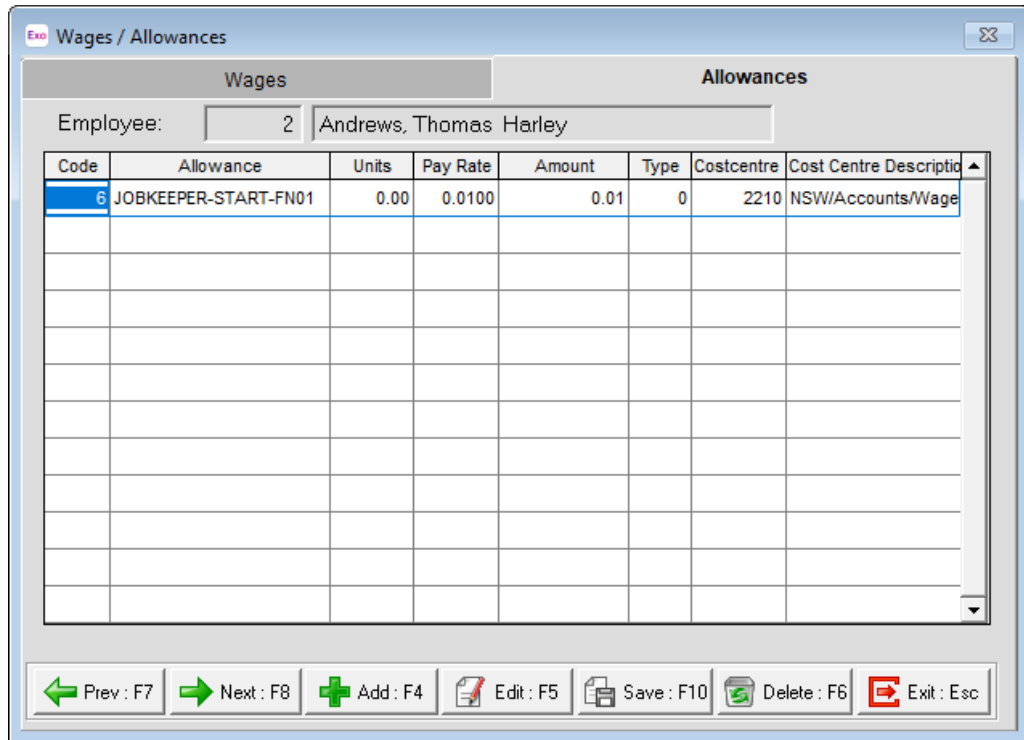 Exo Wages / Allowances
Wages Allowances
Employee: 2 Andrews, Thomas Harley
Code Allowance Units Pay Rate Amount Type Costcentre Cost Centre Descriptio
6 JOBKEEPER-START-FN01 0.00 0.0100 0.01 0 2210 NSW/Accounts/Wage
Prev : F7 Next : F8 Add : F4 Edit : F5 Save : F10 Delete : F6 Exit : Esc